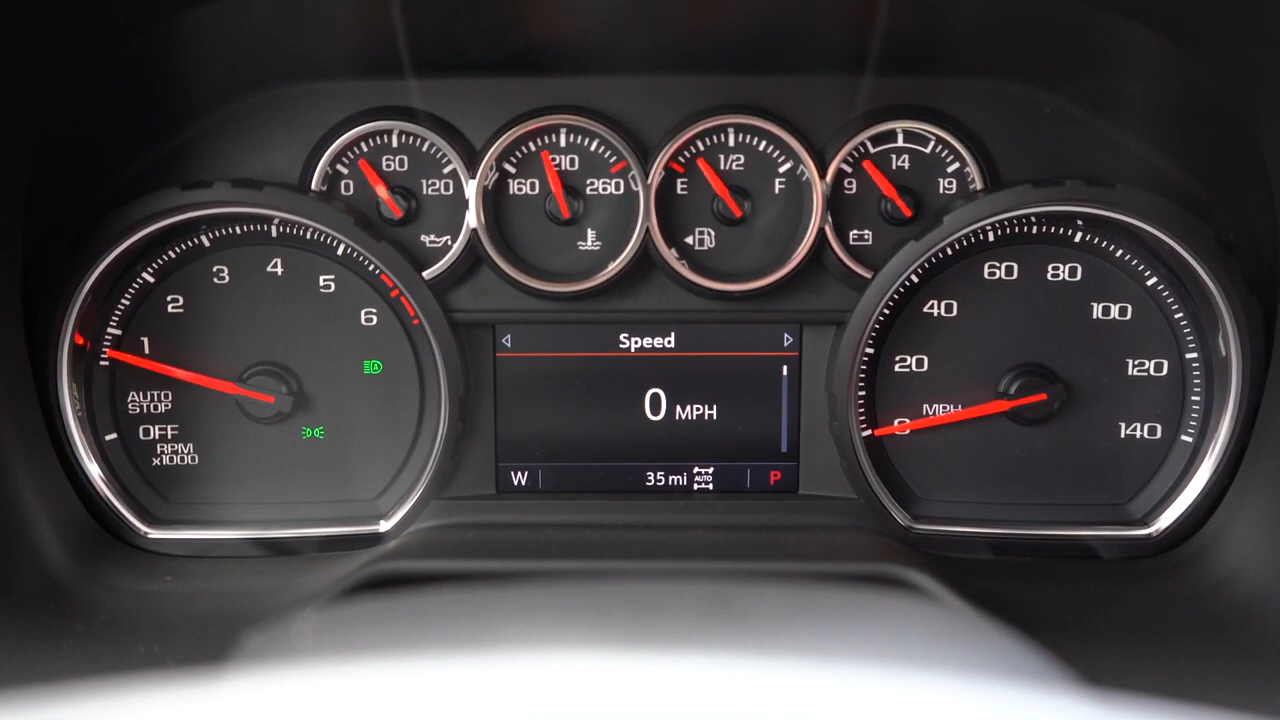 0 60 120
160 210 260
E 1/2 F
9 14 19
1 2 3 4 5 6
AUTO
STOP
OFF
RPM
x1000
Speed
0 MPH
W 35 mi AUTO P
0 20 40 60 80 100 120 140
MPH